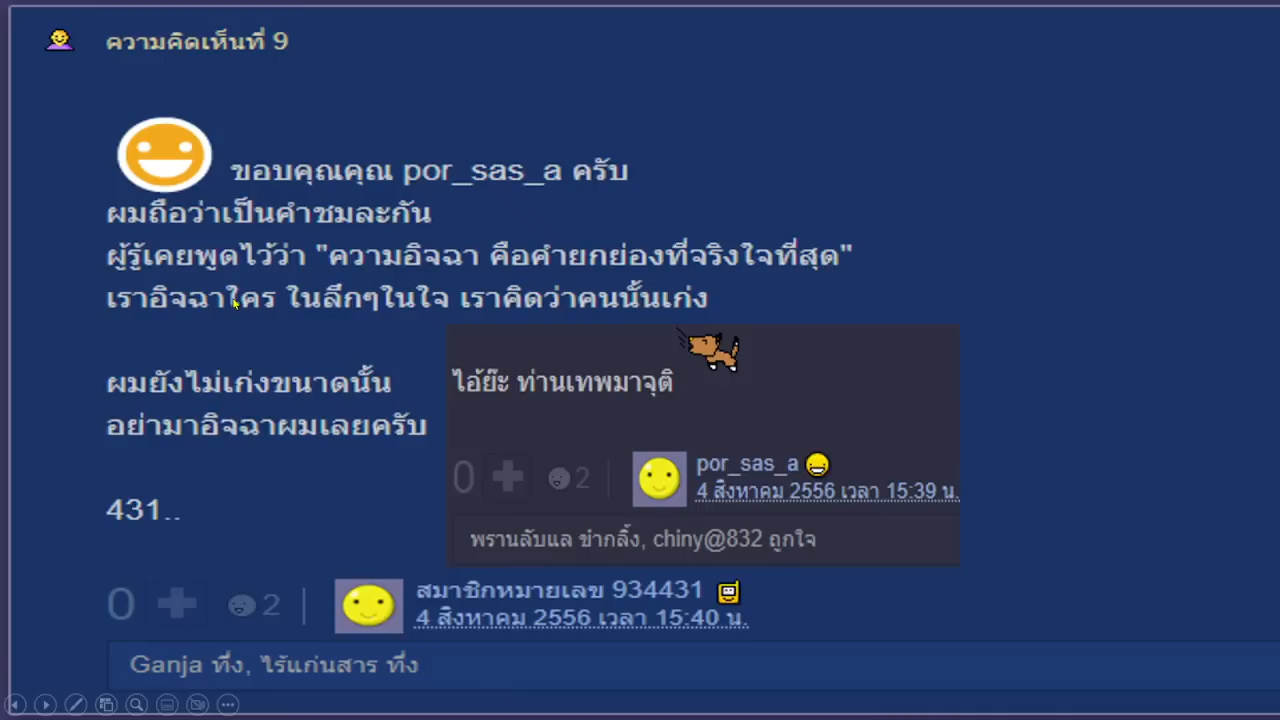 ความคิดเห็นที่ 9
ขอบคุณคุณ por_sas_a ครับ
ผมถือว่าเป็นคำชมละกัน
ผู้รู้เคยพูดไว้ว่า "ความอิจฉา คือคำยกย่องที่จริงใจที่สุด"
เราอิจฉาใคร ในลึกๆในใจ เราคิดว่าคนนั้นเก่ง
ผมยังไม่เก่งขนาดนั้น
อย่ามาอิจฉาผมเลยครับ
431..
ไอ้ย๊ะ ท่านเทพมาจุติ
0 2
por_sas_a
4 สิงหาคม 2556 เวลา 15:39 น.
พรานลับแล ข่ากลิ้ง, chiny@832 ถูกใจ
0 2
สมาชิกหมายเลข 934431
4 สิงหาคม 2556 เวลา 15:40 น.
Ganja ทึ่ง, ไร้แก่นสาร ทึ่ง